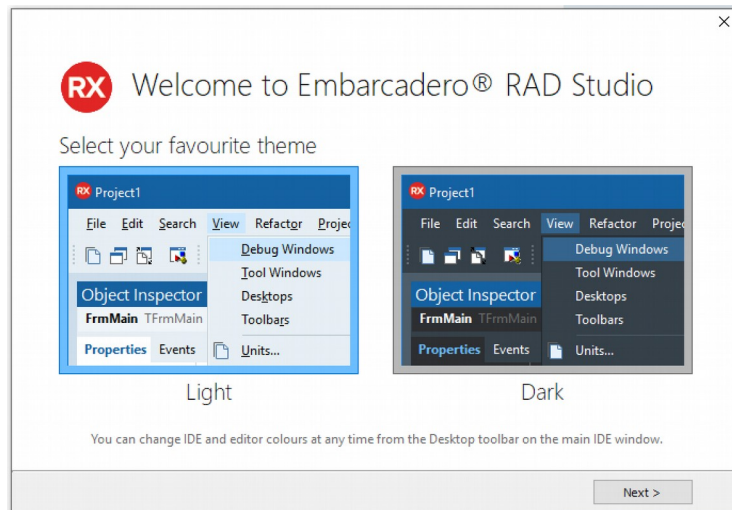 RX Welcome to Embarcadero® RAD Studio
Select your favourite theme
RX Project1
File Edit Search View Refactor Projec
Debug Windows
Tool Windows
Object Inspector Desktops
FrmMain TFrmMain Toolbars
Properties Events Units...
Light
RX Project1
File Edit Search View Refactor Projec
Debug Windows
Tool Windows
Object Inspector Desktops
FrmMain TFrmMain Toolbars
Properties Events Units...
Dark
You can change IDE and editor colours at any time from the Desktop toolbar on the main IDE window.
Next >